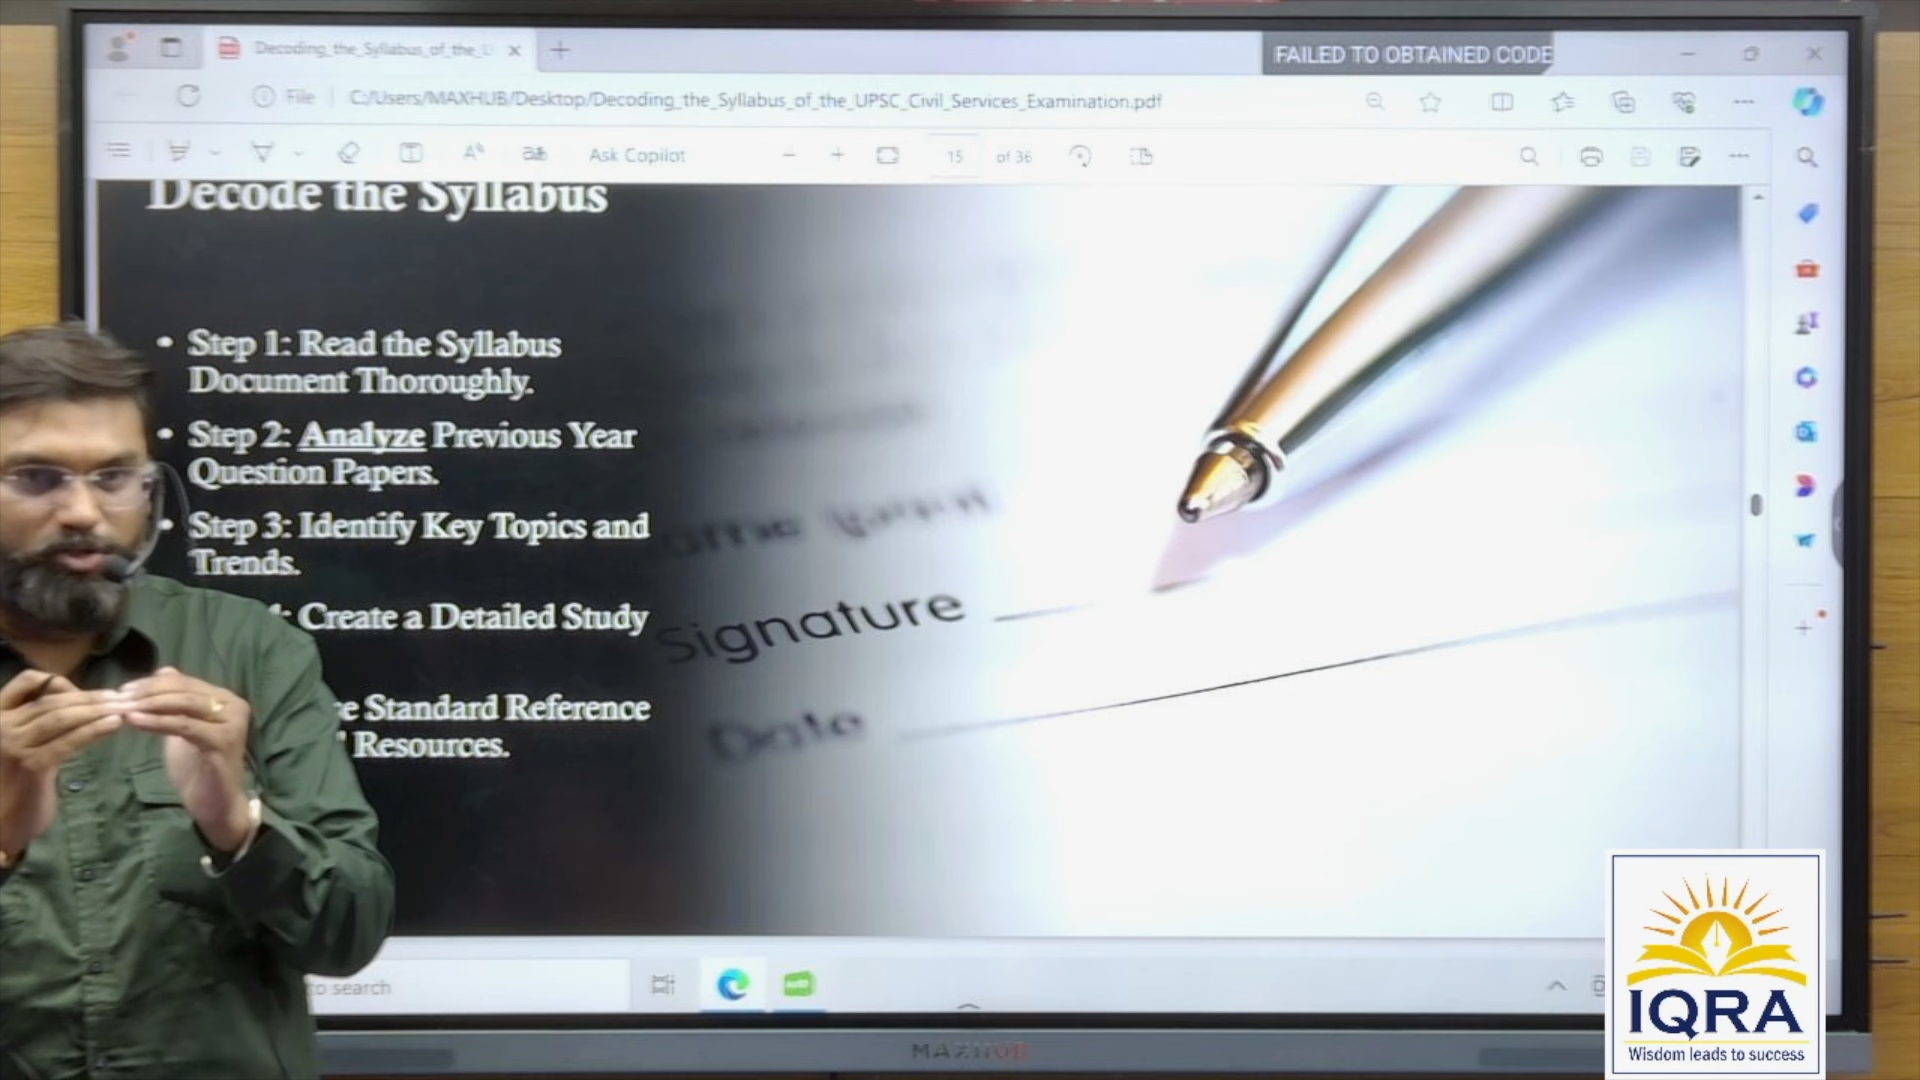 Decoding_the_Syllabus_of_the_U
FAILED TO OBTAINED CODE
File
C:/Users/MAXHUB/Desktop/Decoding_the_Syllabus_of_the_UPSC_Civil_Services_Examination.pdf
Ask Copilot
15 of 36
Decode the Syllabus
• Step 1: Read the Syllabus
Document Thoroughly.
• Step 2: Analyze Previous Year
Question Papers.
• Step 3: Identify Key Topics and
Trends.
: Create a Detailed Study
Standard Reference
Resources.
Signature
Date
to search
MAXHUB
IQRA
Wisdom leads to success